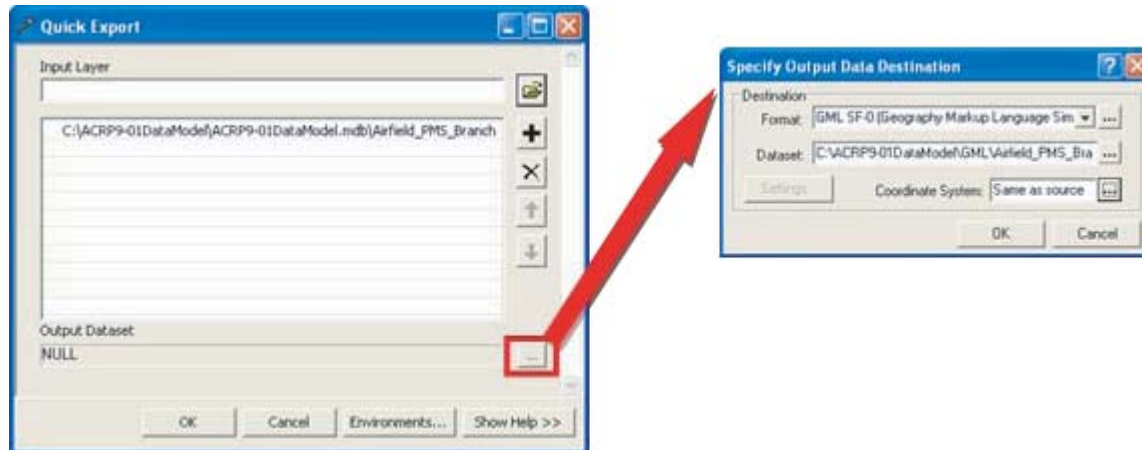 Quick Export
Input Layer
C:\ACRP9-01DataModel\ACRP9-01DataModel.mdb\Airfield_PMS_Branch
Output Dataset
NULL
...
OK Cancel Environments... Show Help >>
Specify Output Data Destination
Destination
Format: GML SF-0 (Geography Markup Language Sim ...
Dataset: C:\ACRP9-01DataModel\GML\Airfield_PMS_Bra ...
Settings Coordinate System: Same as source ...
OK Cancel